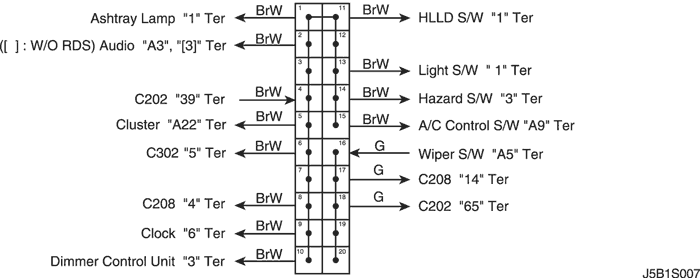 Ashtray Lamp "1" Ter BrW 1 11 BrW HLLD S/W "1" Ter
([ ] : W/O RDS) Audio "A3", "[3]" Ter BrW 2 12
3 13 BrW Light S/W " 1" Ter
C202 "39" Ter BrW 4 14 BrW Hazard S/W "3" Ter
Cluster "A22" Ter BrW 5 15 BrW A/C Control S/W "A9" Ter
C302 "5" Ter BrW 6 16 G Wiper S/W "A5" Ter
7 17 G C208 "14" Ter
C208 "4" Ter BrW 8 18 G C202 "65" Ter
Clock "6" Ter BrW 9 19
Dimmer Control Unit "3" Ter BrW 10 20
J5B1S007